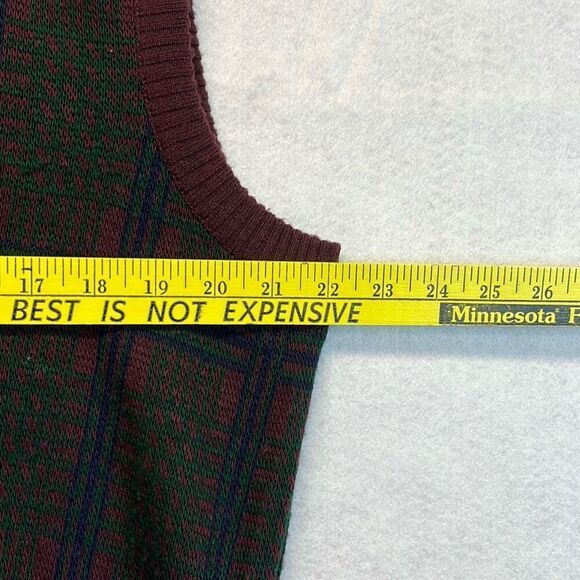 17 18 19 20 21 22 23 24 25 26
BEST IS NOT EXPENSIVE Minnesota® F